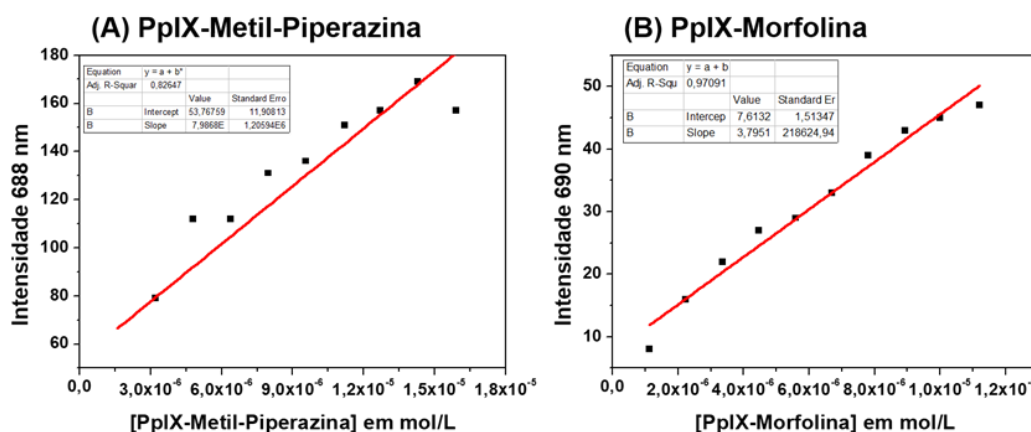 (A) PpIX-Metil-Piperazina
180
160
140
120
100
80
60
Intensidade 688 nm
Equation y = a + b*
Adj. R-Squar 0,82647
Value Standard Erro
B Intercept 53,76759 11,90813
B Slope 7,9868E 1,20594E6
0,0 3,0x10⁻⁶ 6,0x10⁻⁶ 9,0x10⁻⁶ 1,2x10⁻⁵ 1,5x10⁻⁵ 1,8x10⁻⁵
[PpIX-Metil-Piperazina] em mol/L
(B) PpIX-Morfolina
50
40
30
20
10
Intensidade 690 nm
Equation y = a + b
Adj. R-Squ 0,97091
Value Standard Er
B Intercep 7,6132 1,51347
B Slope 3,7951 218624,94
0,0 2,0x10⁻⁶ 4,0x10⁻⁶ 6,0x10⁻⁶ 8,0x10⁻⁶ 1,0x10⁻⁵ 1,2x10⁻
[PpIX-Morfolina] em mol/L